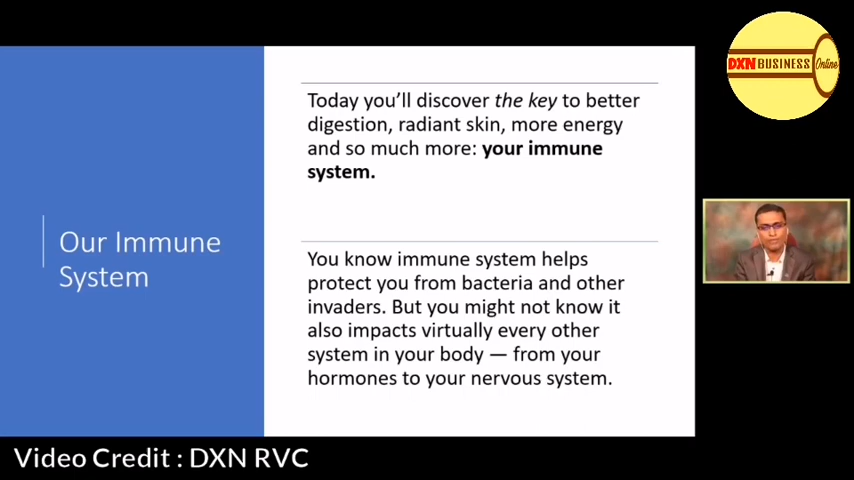 DXN BUSINESS Online
Today you'll discover the key to better
digestion, radiant skin, more energy
and so much more: your immune
system.
Our Immune
System
You know immune system helps
protect you from bacteria and other
invaders. But you might not know it
also impacts virtually every other
system in your body — from your
hormones to your nervous system.
Video Credit : DXN RVC